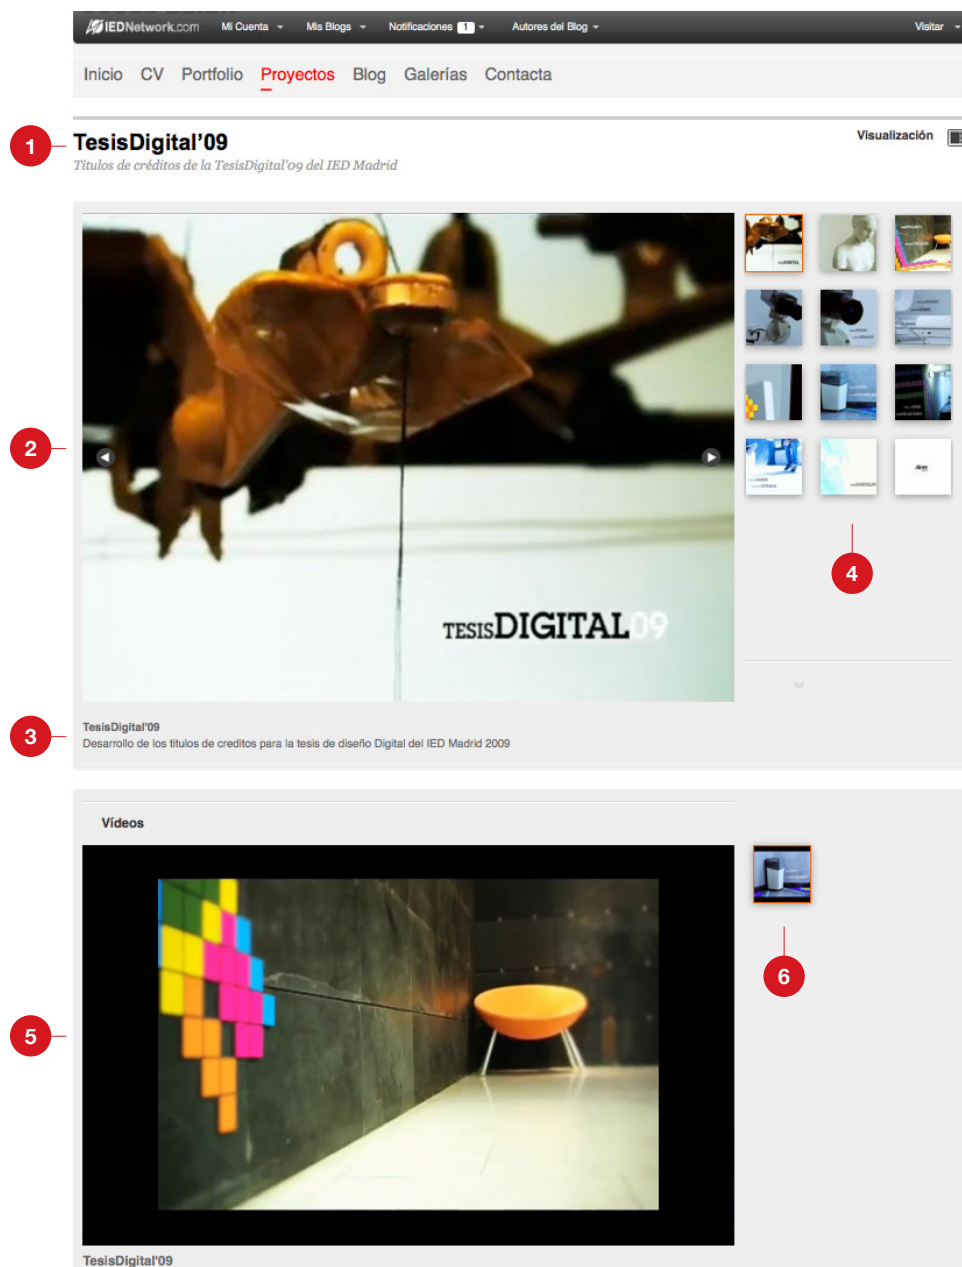 IEDNetwork.com Mi Cuenta Mis Blogs Notificaciones 1 Autores del Blog Visitar
Inicio CV Portfolio Proyectos Blog Galerías Contacta
1
TesisDigital'09
Visualización
Titulos de créditos de la TesisDigital'09 del IED Madrid
2
TESISDIGITAL09
4
3
TesisDigital'09
Desarrollo de los titulos de creditos para la tesis de diseño Digital del IED Madrid 2009
Vídeos
6
5
TesisDigital'09